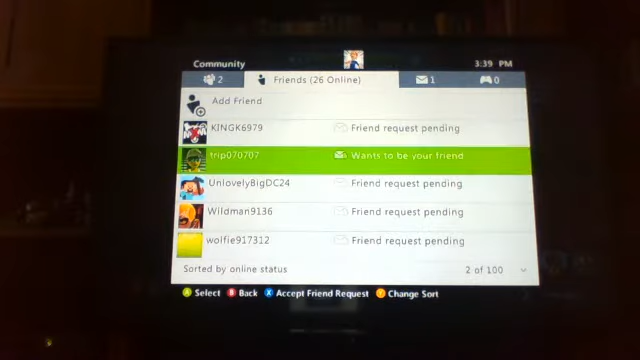 Community 3:39 PM
2 Friends (26 Online) 1 0
Add Friend
KINGK6979 Friend request pending
trip070707 Wants to be your friend
UnlovelyBigDC24 Friend request pending
Wildman9136 Friend request pending
wolfie917312 Friend request pending
Sorted by online status 2 of 100
A Select B Back X Accept Friend Request Y Change Sort